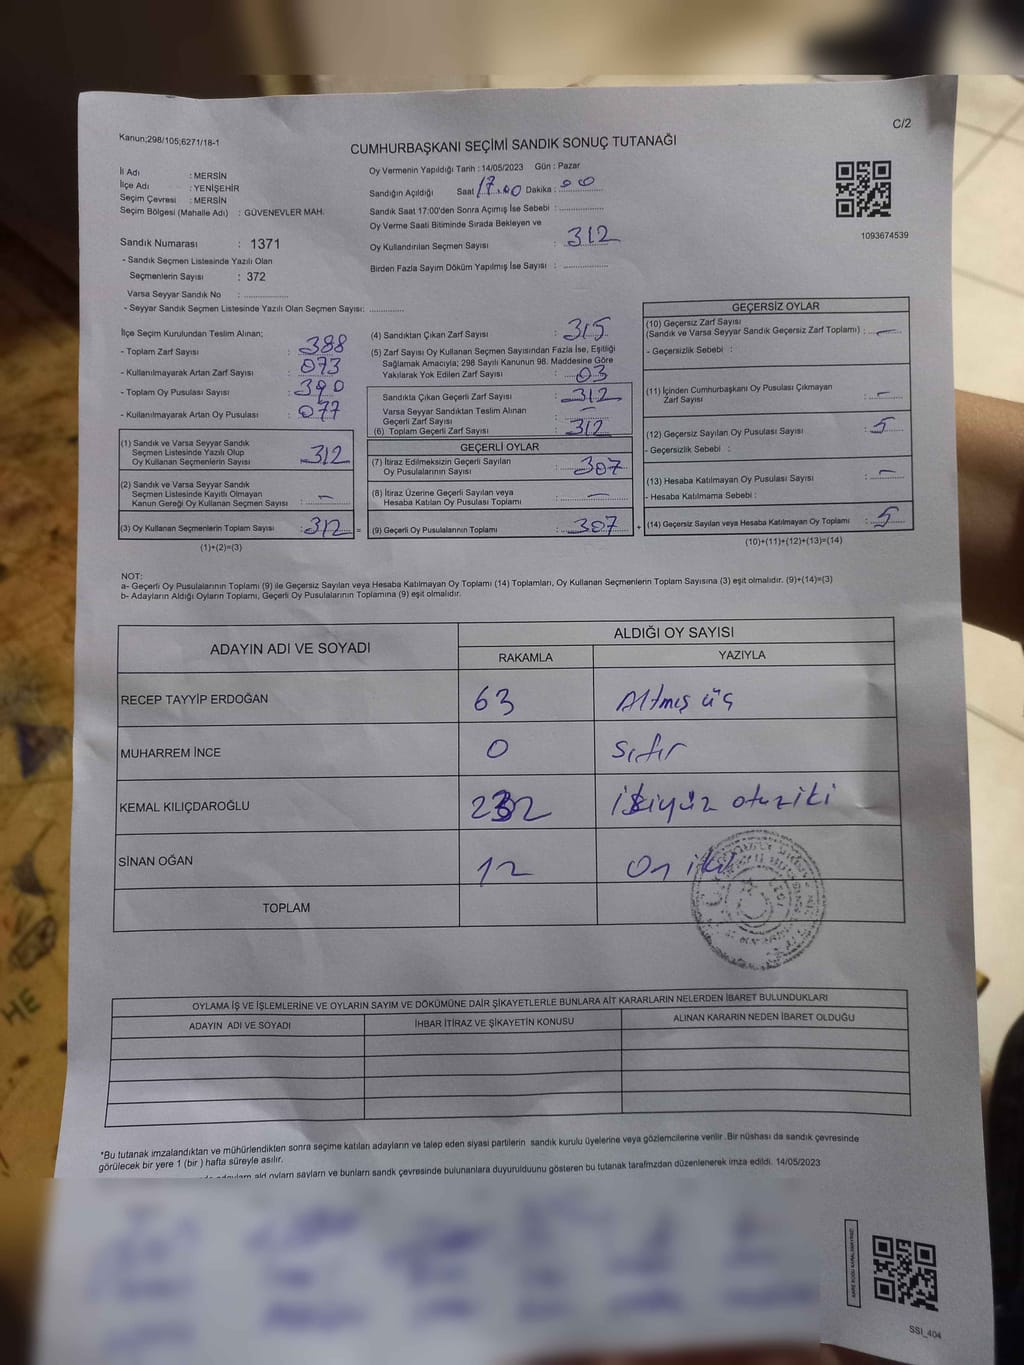 C/2
Kanun;298/105;6271/18-1
CUMHURBAŞKANI SEÇİMİ SANDIK SONUÇ TUTANAĞI
İl Adı : MERSİN
İlçe Adı : YENİŞEHİR
Seçim Çevresi : MERSİN
Seçim Bölgesi (Mahalle Adı) : GÜVENEVLER MAH.
Sandık Numarası : 1371
- Sandık Seçmen Listesinde Yazılı Olan
Seçmenlerin Sayısı : 372
Varsa Seyyar Sandık No : ...............
- Seyyar Sandık Seçmen Listesinde Yazılı Olan Seçmen Sayısı: ............
Oy Vermenin Yapıldığı Tarih : 14/05/2023 Gün : Pazar
Sandığın Açıldığı Saat 17.00 Dakika : 00
Sandık Saat 17:00'den Sonra Açımış İse Sebebi : ...............
Oy Verme Saati Bitiminde Sırada Bekleyen ve
Oy Kullandırılan Seçmen Sayısı : 312
Birden Fazla Sayım Döküm Yapılmış İse Sayısı : ...............
1093674539
İlçe Seçim Kurulundan Teslim Alınan;
- Toplam Zarf Sayısı : 388
- Kullanılmayarak Artan Zarf Sayısı : 073
- Toplam Oy Pusulası Sayısı : 390
- Kullanılmayarak Artan Oy Pusulası : 077
(1) Sandık ve Varsa Seyyar Sandık
Seçmen Listesinde Yazılı Olup
Oy Kullanan Seçmenlerin Sayısı : 312
(2) Sandık ve Varsa Seyyar Sandık
Seçmen Listesinde Kayıtlı Olmayan
Kanun Gereği Oy Kullanan Seçmen Sayısı : –
(3) Oy Kullanan Seçmenlerin Toplam Sayısı : 312 =
(1)+(2)=(3)
(4) Sandıktan Çıkan Zarf Sayısı : 315
(5) Zarf Sayısı Oy Kullanan Seçmen Sayısından Fazla İse, Eşitliği
Sağlamak Amacıyla; 298 Sayılı Kanunun 98. Maddesine Göre
Yakılarak Yok Edilen Zarf Sayısı : 03
Sandıkta Çıkan Geçerli Zarf Sayısı : 312
Varsa Seyyar Sandıktan Teslim Alınan
Geçerli Zarf Sayısı : –
(6) Toplam Geçerli Zarf Sayısı : 312
GEÇERLİ OYLAR
(7) İtiraz Edilmeksizin Geçerli Sayılan
Oy Pusulalarının Sayısı : 307
(8) İtiraz Üzerine Geçerli Sayılan veya
Hesaba Katılan Oy Pusulası Toplamı : –
(9) Geçerli Oy Pusulalarının Toplamı : 307 +
GEÇERSİZ OYLAR
(10) Geçersiz Zarf Sayısı
(Sandık ve Varsa Seyyar Sandık Geçersiz Zarf Toplamı) : –
- Geçersizlik Sebebi :
(11) İçinden Cumhurbaşkanı Oy Pusulası Çıkmayan
Zarf Sayısı : –
(12) Geçersiz Sayılan Oy Pusulası Sayısı : 5
- Geçersizlik Sebebi :
(13) Hesaba Katılmayan Oy Pusulası Sayısı : –
- Hesaba Katılmama Sebebi :
(14) Geçersiz Sayılan veya Hesaba Katılmayan Oy Toplamı : 5
(10)+(11)+(12)+(13)=(14)
NOT:
a- Geçerli Oy Pusulalarının Toplamı (9) ile Geçersiz Sayılan veya Hesaba Katılmayan Oy Toplamı (14) Toplamları, Oy Kullanan Seçmenlerin Toplam Sayısına (3) eşit olmalıdır. (9)+(14)=(3)
b- Adayların Aldığı Oyların Toplamı, Geçerli Oy Pusulalarının Toplamına (9) eşit olmalıdır.
ADAYIN ADI VE SOYADI
ALDIĞI OY SAYISI
RAKAMLA YAZIYLA
RECEP TAYYİP ERDOĞAN 63 Altmış üç
MUHARREM İNCE 0 Sıfır
KEMAL KILIÇDAROĞLU 232 ikiyüz otuziki
SİNAN OĞAN 12 On iki
TOPLAM
OYLAMA İŞ VE İŞLEMLERİNE VE OYLARIN SAYIM VE DÖKÜMÜNE DAİR ŞİKAYETLERLE BUNLARA AİT KARARLARIN NELERDEN İBARET BULUNDUKLARI
ADAYIN ADI VE SOYADI İHBAR İTİRAZ VE ŞİKAYETİN KONUSU ALINAN KARARIN NEDEN İBARET OLDUĞU
*Bu tutanak imzalandıktan ve mühürlendikten sonra seçime katılan adayların ve talep eden siyasi partilerin sandık kurulu üyelerine veya gözlemcilerine verilir. Bir nüshası da sandık çevresinde
görülecek bir yere 1 (bir ) hafta süreyle asılır.
ald oyların saylarn ve bunların sandk çevresinde bulunanlara duyurulduunu gösteren bu tutanak tarafmzdan düzenlenerek imza edildi. 14/05/2023
SSI_404